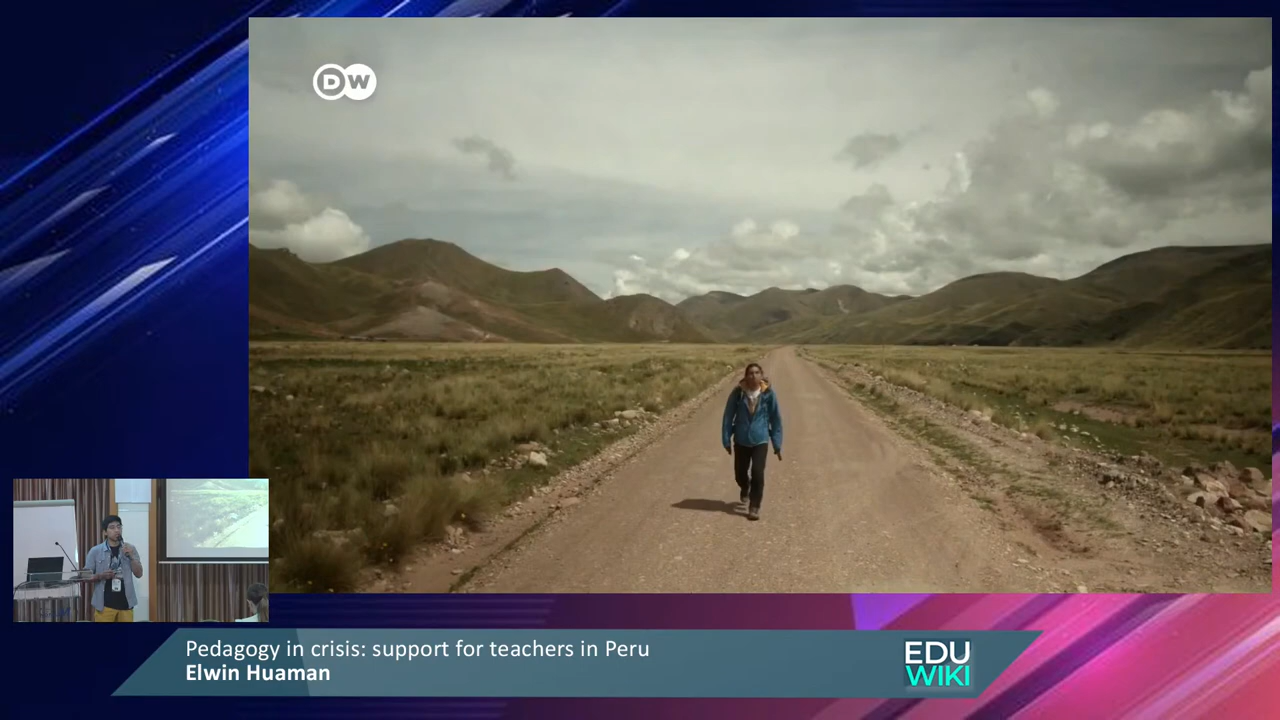 DW
Pedagogy in crisis: support for teachers in Peru
Elwin Huaman
EDU
WIKI